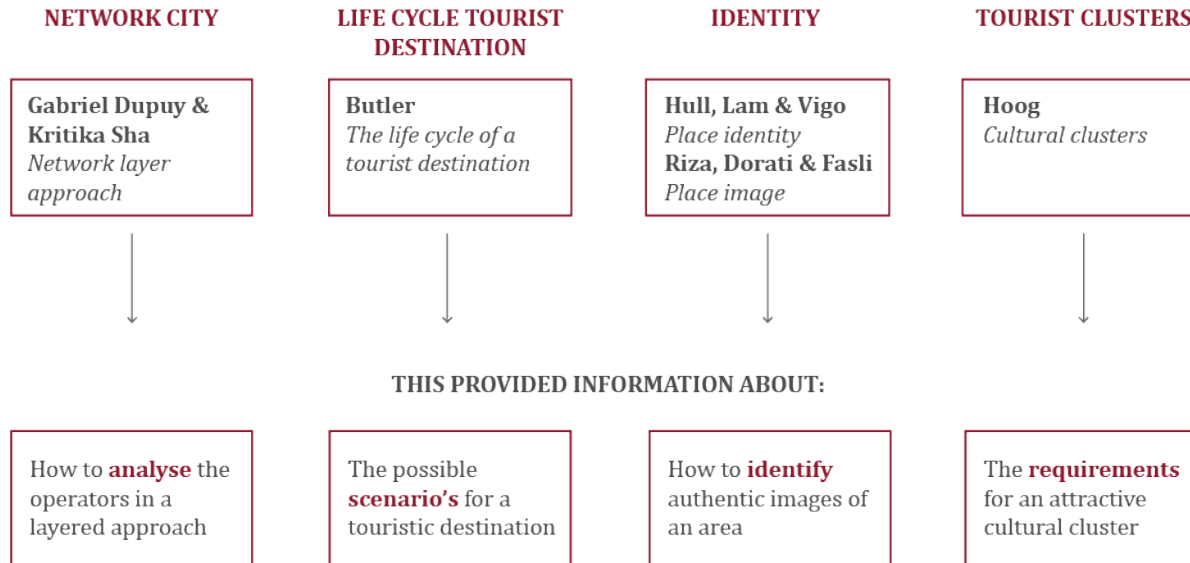 NETWORK CITY
LIFE CYCLE TOURIST
DESTINATION
IDENTITY
TOURIST CLUSTERS
Gabriel Dupuy &
Kritika Sha
Network layer
approach
Butler
The life cycle of a
tourist destination
Hull, Lam & Vigo
Place identity
Riza, Dorati & Fasli
Place image
Hoog
Cultural clusters
THIS PROVIDED INFORMATION ABOUT:
How to analyse the
operators in a
layered approach
The possible
scenario's for a
touristic destination
How to identify
authentic images of
an area
The requirements
for an attractive
cultural cluster